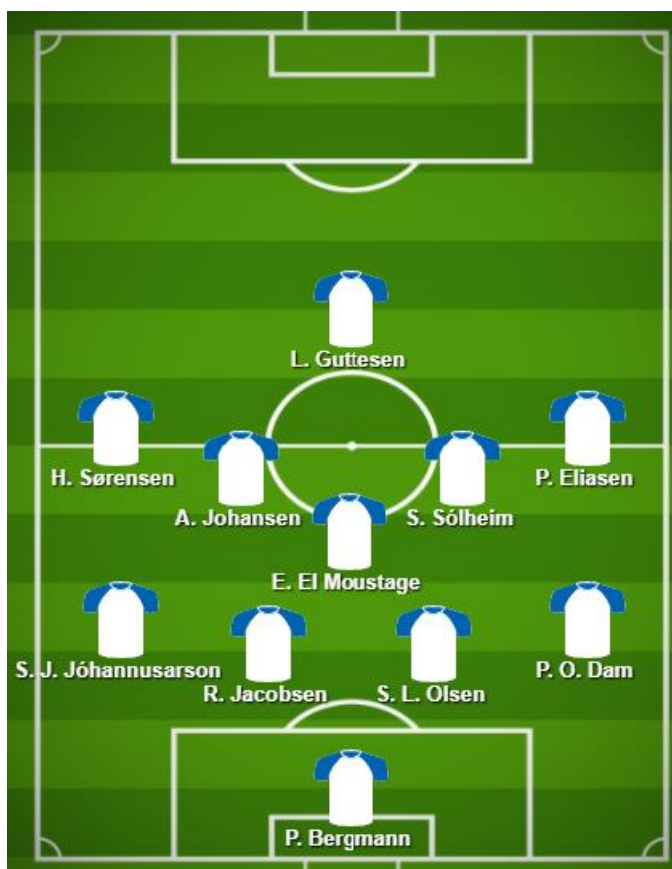 L. Guttesen
H. Sørensen
P. Eliasen
A. Johansen
S. Sólheim
E. El Moustage
S. J. Jóhannusarson
P. O. Dam
R. Jacobsen
S. L. Olsen
P. Bergmann